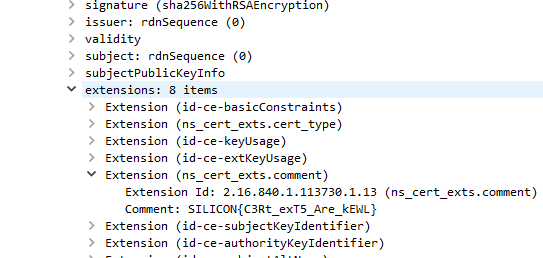 signature (sha256WithRSAEncryption)
issuer: rdnSequence (0)
validity
subject: rdnSequence (0)
subjectPublicKeyInfo
extensions: 8 items
Extension (id-ce-basicConstraints)
Extension (ns_cert_exts.cert_type)
Extension (id-ce-keyUsage)
Extension (id-ce-extKeyUsage)
Extension (ns_cert_exts.comment)
Extension Id: 2.16.840.1.113730.1.13 (ns_cert_exts.comment)
Comment: SILICON{C3Rt_exT5_Are_kEWL}
Extension (id-ce-subjectKeyIdentifier)
Extension (id-ce-authorityKeyIdentifier)